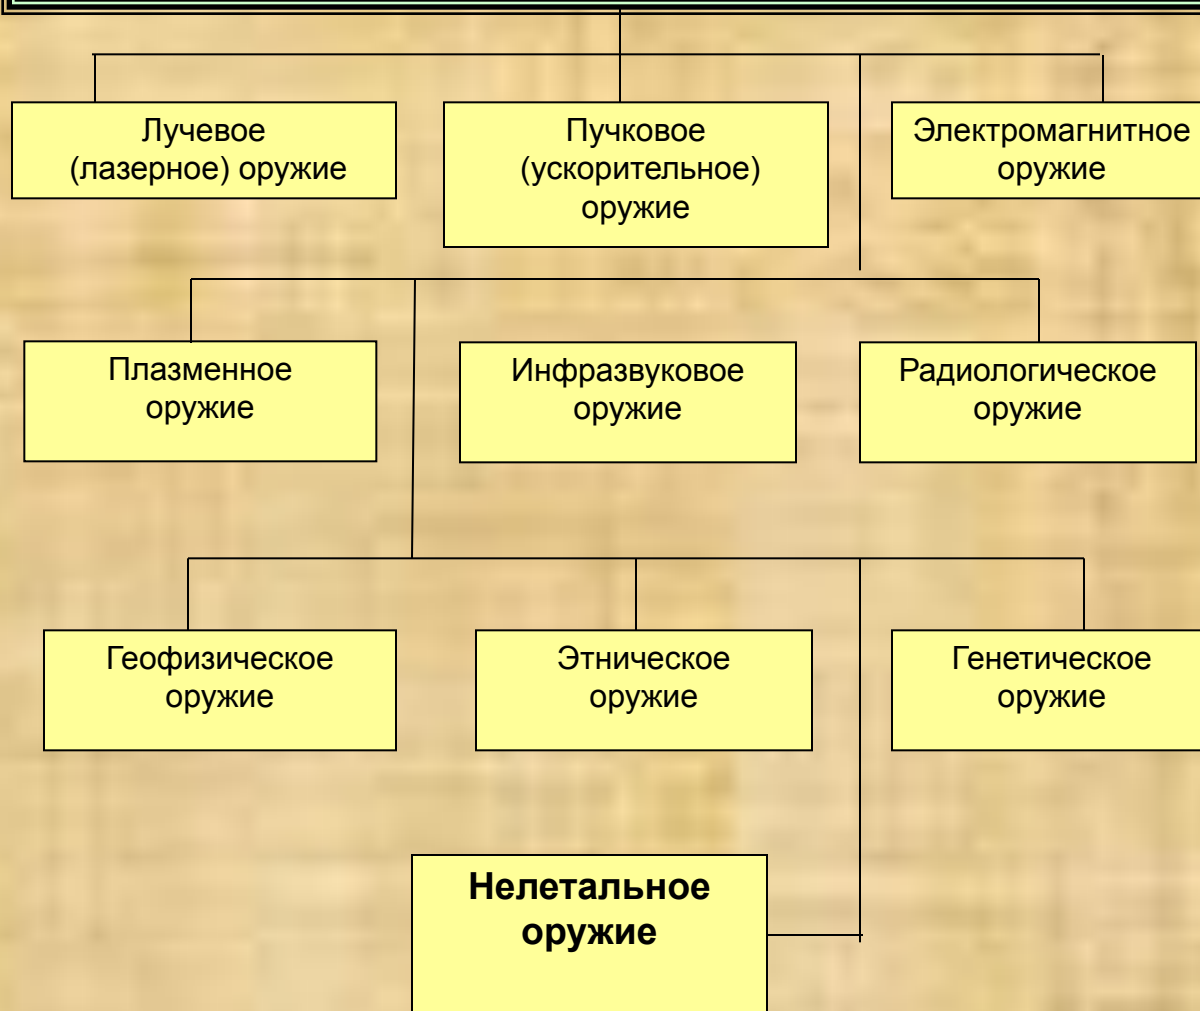 Лучевое
(лазерное) оружие
Пучковое
(ускорительное)
оружие
Электромагнитное
оружие
Плазменное
оружие
Инфразвуковое
оружие
Радиологическое
оружие
Геофизическое
оружие
Этническое
оружие
Генетическое
оружие
Нелетальное
оружие